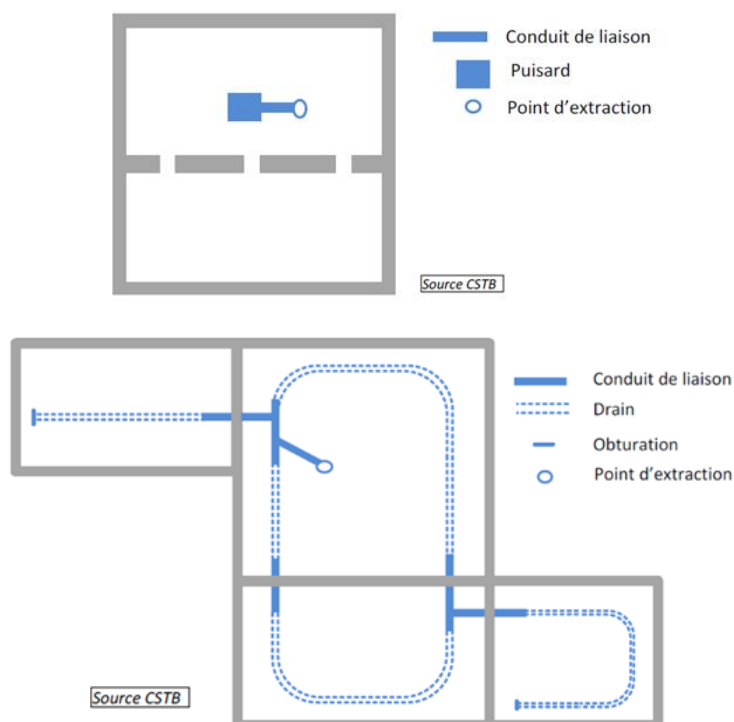 Conduit de liaison
Puisard
Point d'extraction
Source CSTB
Conduit de liaison
Drain
Obturation
Point d'extraction
Source CSTB